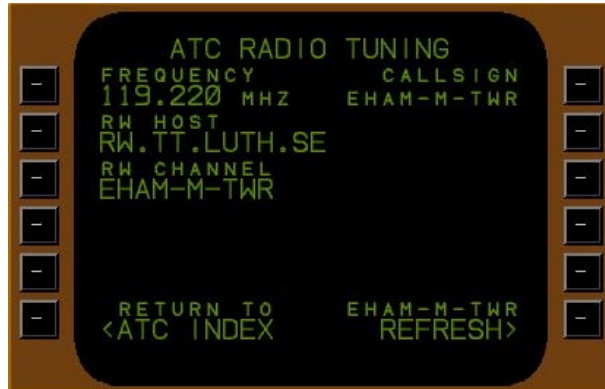 ATC RADIO TUNING
FREQUENCY CALLSIGN
119.220 MHZ EHAM-M-TWR
RW HOST
RW.TT.LUTH.SE
RW CHANNEL
EHAM-M-TWR
RETURN TO EHAM-M-TWR
<ATC INDEX REFRESH>